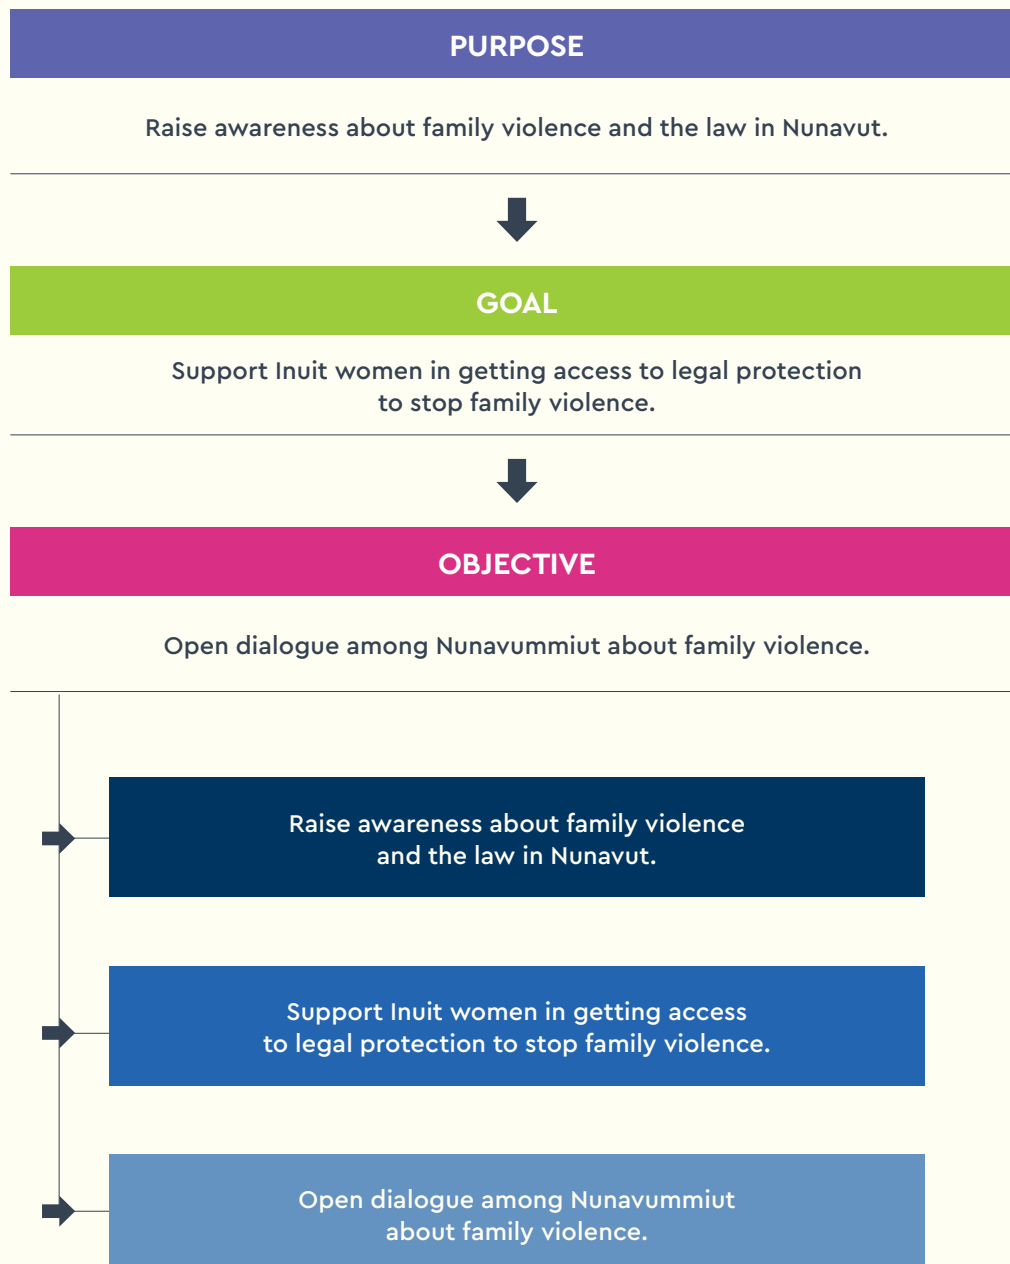 PURPOSE
Raise awareness about family violence and the law in Nunavut.
GOAL
Support Inuit women in getting access to legal protection
to stop family violence.
OBJECTIVE
Open dialogue among Nunavummiut about family violence.
Raise awareness about family violence
and the law in Nunavut.
Support Inuit women in getting access
to legal protection to stop family violence.
Open dialogue among Nunavummiut
about family violence.